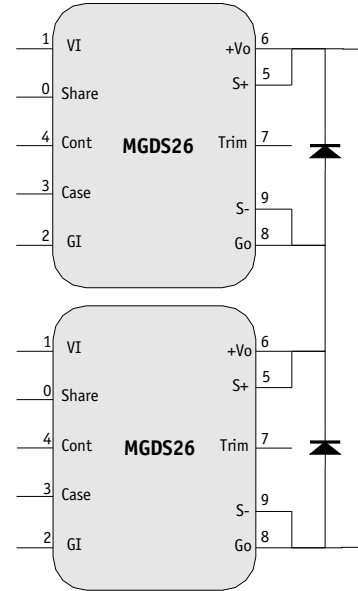 1 VI +Vo 6
S+ 5
0 Share
4 Cont MGDS26 Trim 7
3 Case
S- 9
2 GI Go 8
1 VI +Vo 6
S+ 5
0 Share
4 Cont MGDS26 Trim 7
3 Case
S- 9
2 GI Go 8